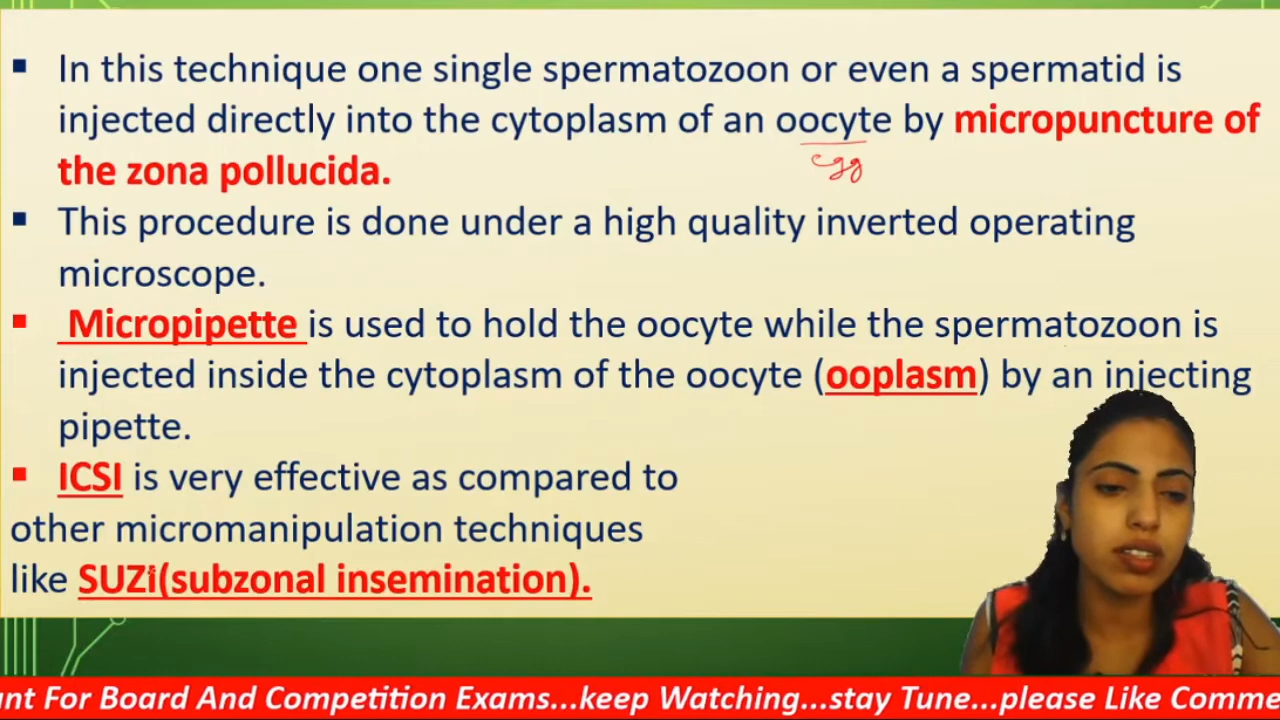 ▪ In this technique one single spermatozoon or even a spermatid is
injected directly into the cytoplasm of an oocyte by micropuncture of
egg
the zona pollucida.
▪ This procedure is done under a high quality inverted operating
microscope.
▪ Micropipette is used to hold the oocyte while the spermatozoon is
injected inside the cytoplasm of the oocyte (ooplasm) by an injecting
pipette.
▪ ICSI is very effective as compared to
other micromanipulation techniques
like SUZI(subzonal insemination).
For Board And Competition Exams...keep Watching...stay Tune...please Like